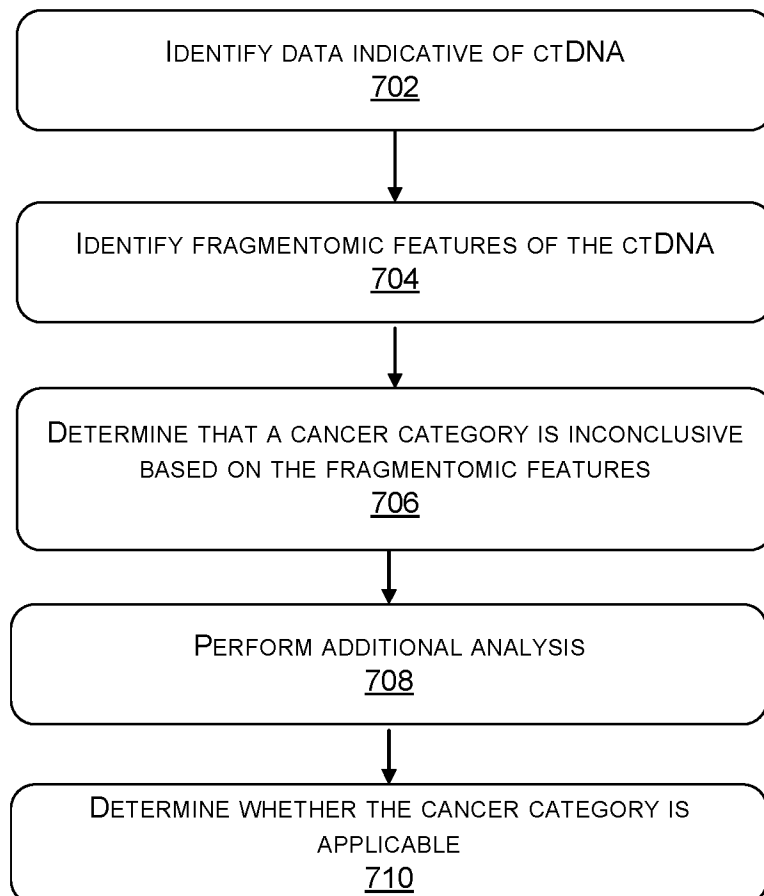 IDENTIFY DATA INDICATIVE OF CTDNA
702
IDENTIFY FRAGMENTOMIC FEATURES OF THE CTDNA
704
DETERMINE THAT A CANCER CATEGORY IS INCONCLUSIVE
BASED ON THE FRAGMENTOMIC FEATURES
706
PERFORM ADDITIONAL ANALYSIS
708
DETERMINE WHETHER THE CANCER CATEGORY IS
APPLICABLE
710